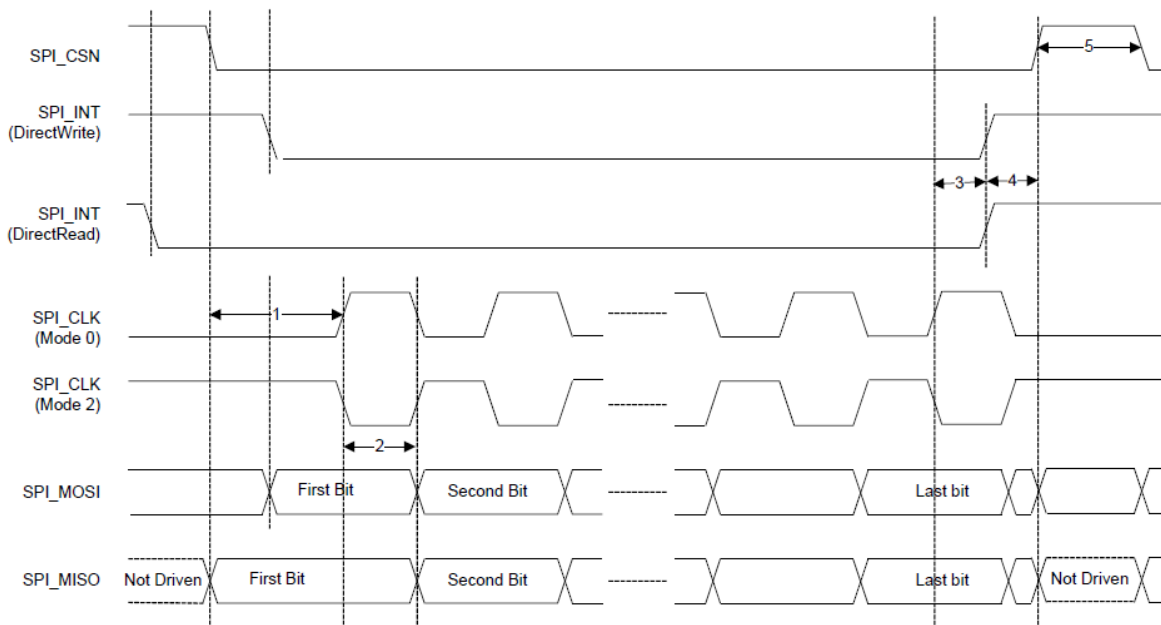 SPI_CSN
5
SPI_INT
(DirectWrite)
3
4
SPI_INT
(DirectRead)
1
SPI_CLK
(Mode 0)
SPI_CLK
(Mode 2)
2
SPI_MOSI
First Bit
Second Bit
Last bit
SPI_MISO
Not Driven
First Bit
Second Bit
Last bit
Not Driven